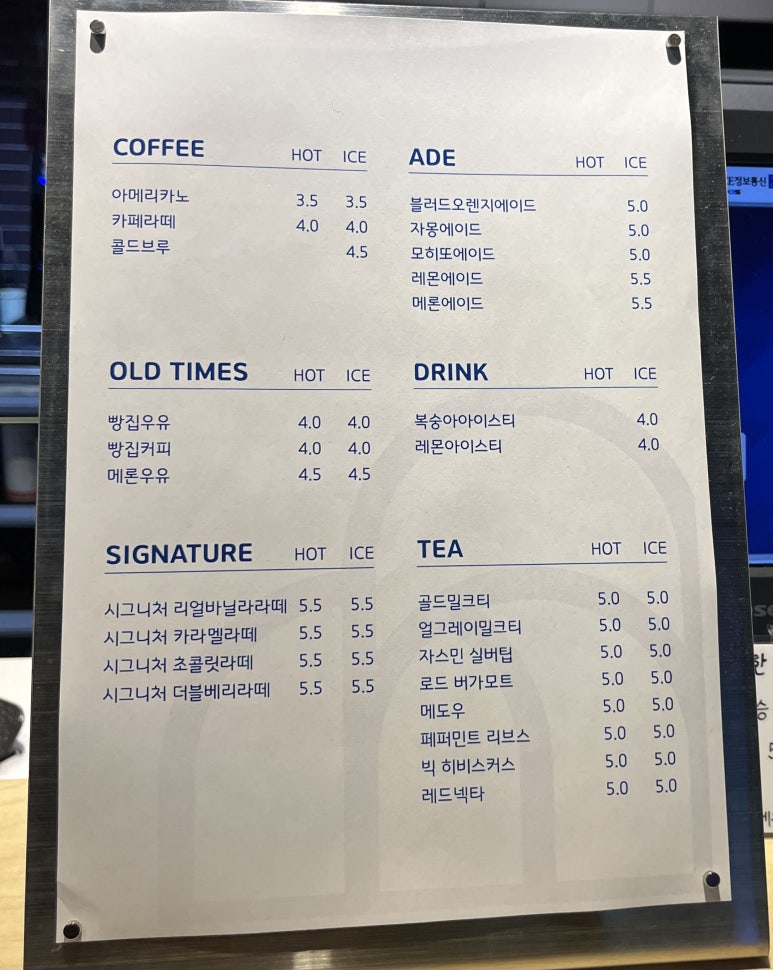 COFFEE HOT ICE
아메리카노 3.5 3.5
카페라떼 4.0 4.0
콜드브루 4.5
OLD TIMES HOT ICE
빵집우유 4.0 4.0
빵집커피 4.0 4.0
메론우유 4.5 4.5
SIGNATURE HOT ICE
시그니처 리얼바닐라라떼 5.5 5.5
시그니처 카라멜라떼 5.5 5.5
시그니처 초콜릿라떼 5.5 5.5
시그니처 더블베리라떼 5.5 5.5
ADE HOT ICE
블러드오렌지에이드 5.0
자몽에이드 5.0
모히또에이드 5.0
레몬에이드 5.5
메론에이드 5.5
DRINK HOT ICE
복숭아아이스티 4.0
레몬아이스티 4.0
TEA HOT ICE
골드밀크티 5.0 5.0
얼그레이밀크티 5.0 5.0
자스민 실버팁 5.0 5.0
로드 버가모트 5.0 5.0
메도우 5.0 5.0
페퍼민트 리브스 5.0 5.0
빅 히비스커스 5.0 5.0
레드넥타 5.0 5.0
정보통신